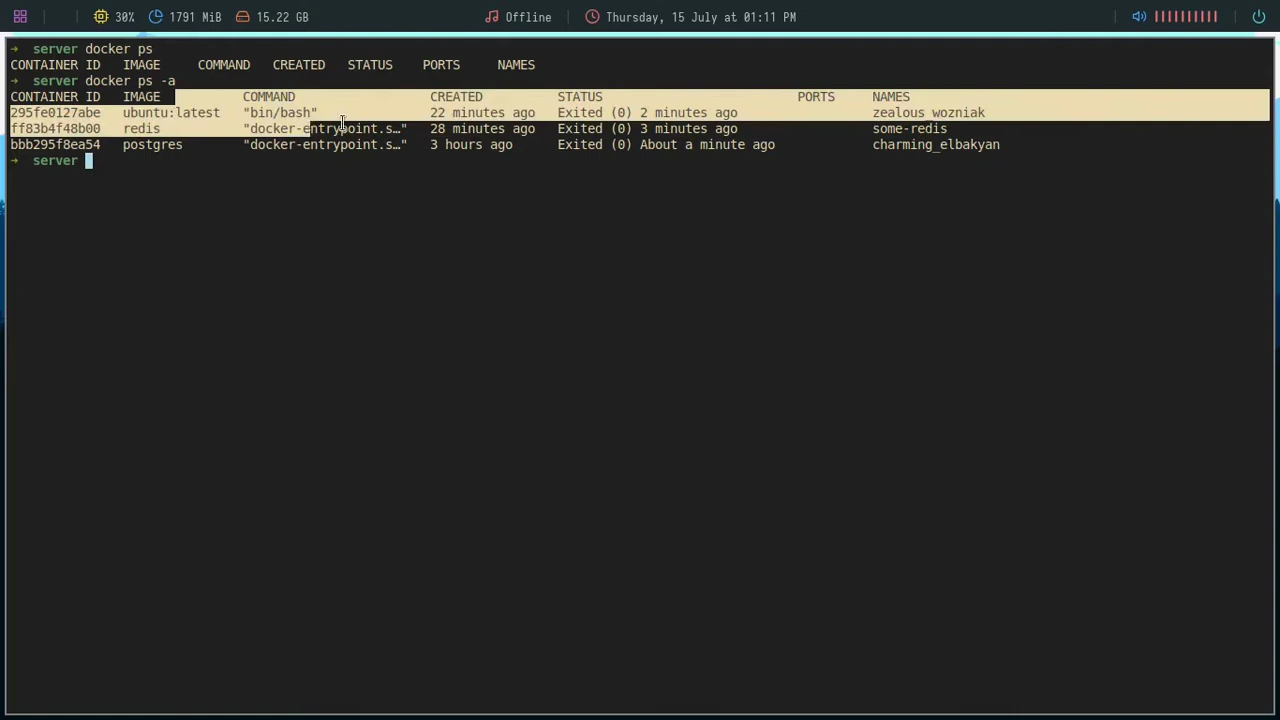 30% 1791 MiB 15.22 GB Offline Thursday, 15 July at 01:11 PM
→ server docker ps
CONTAINER ID IMAGE COMMAND CREATED STATUS PORTS NAMES
→ server docker ps -a
CONTAINER ID IMAGE COMMAND CREATED STATUS PORTS NAMES
295fe0127abe ubuntu:latest "bin/bash" 22 minutes ago Exited (0) 2 minutes ago zealous_wozniak
ff83b4f48b00 redis "docker-entrypoint.s…" 28 minutes ago Exited (0) 3 minutes ago some-redis
bbb295f8ea54 postgres "docker-entrypoint.s…" 3 hours ago Exited (0) About a minute ago charming_elbakyan
→ server